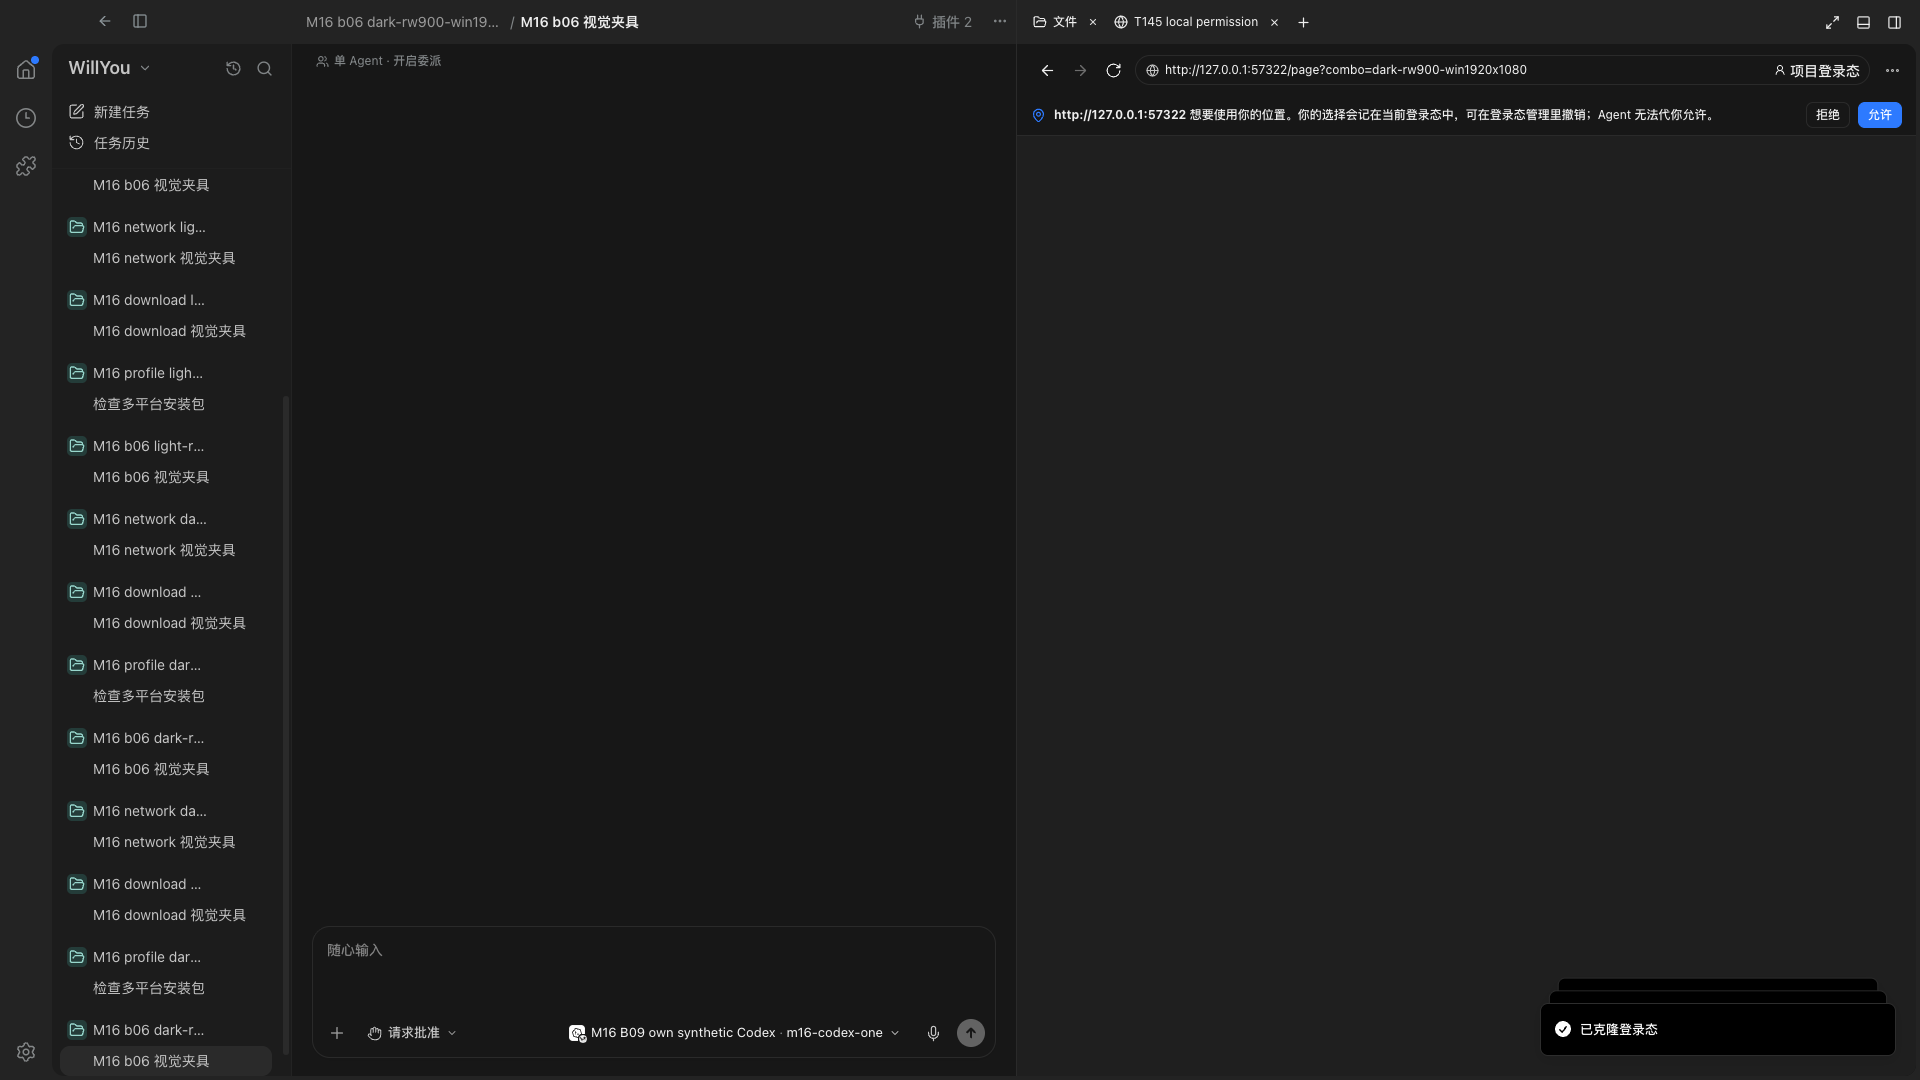 M16 b06 dark-rw900-win19... / M16 b06 视觉夹具
插件 2
文件
T145 local permission
WillYou
新建任务
任务历史
M16 b06 视觉夹具
M16 network lig...
M16 network 视觉夹具
M16 download l...
M16 download 视觉夹具
M16 profile ligh...
检查多平台安装包
M16 b06 light-r...
M16 b06 视觉夹具
M16 network da...
M16 network 视觉夹具
M16 download ...
M16 download 视觉夹具
M16 profile dar...
检查多平台安装包
M16 b06 dark-r...
M16 b06 视觉夹具
M16 network da...
M16 network 视觉夹具
M16 download ...
M16 download 视觉夹具
M16 profile dar...
检查多平台安装包
M16 b06 dark-r...
M16 b06 视觉夹具
单 Agent · 开启委派
随心输入
请求批准
M16 B09 own synthetic Codex · m16-codex-one
http://127.0.0.1:57322/page?combo=dark-rw900-win1920x1080
项目登录态
http://127.0.0.1:57322 想要使用你的位置。你的选择会记在当前登录态中，可在登录态管理里撤销；Agent 无法代你允许。
拒绝
允许
已克隆登录态